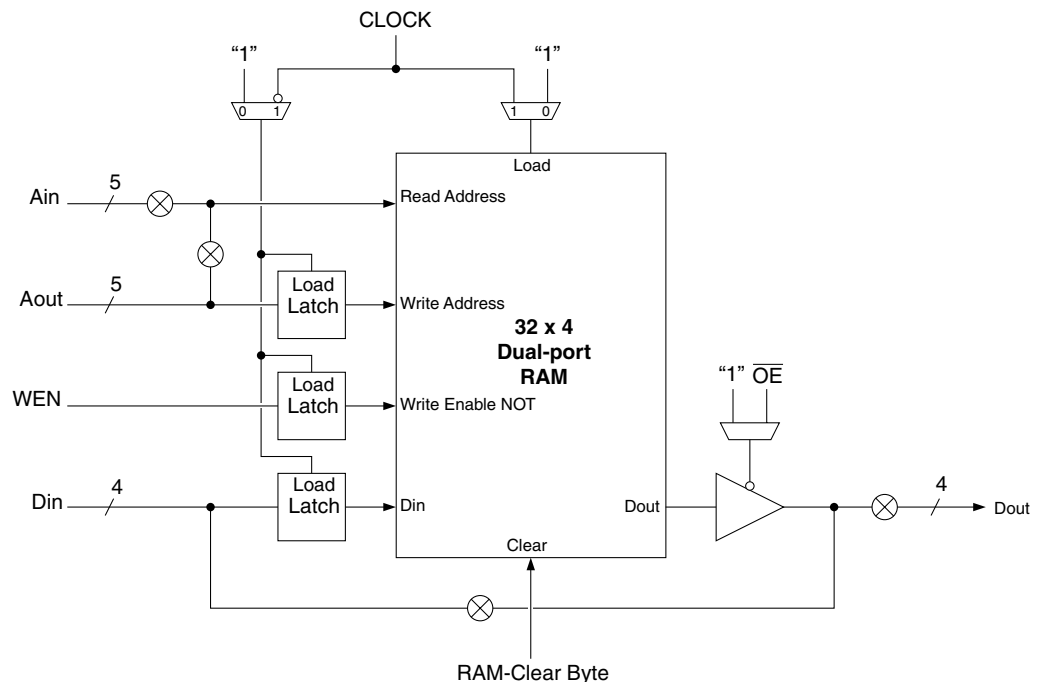 CLOCK
“1”
“1”
0 1
1 0
Load
Ain
5
Read Address
Aout
5
Load
Latch
Write Address
32 x 4
Dual-port
RAM
WEN
Load
Latch
Write Enable NOT
“1” O̅E̅
Din
4
Load
Latch
Din
Dout
4
Dout
Clear
RAM-Clear Byte